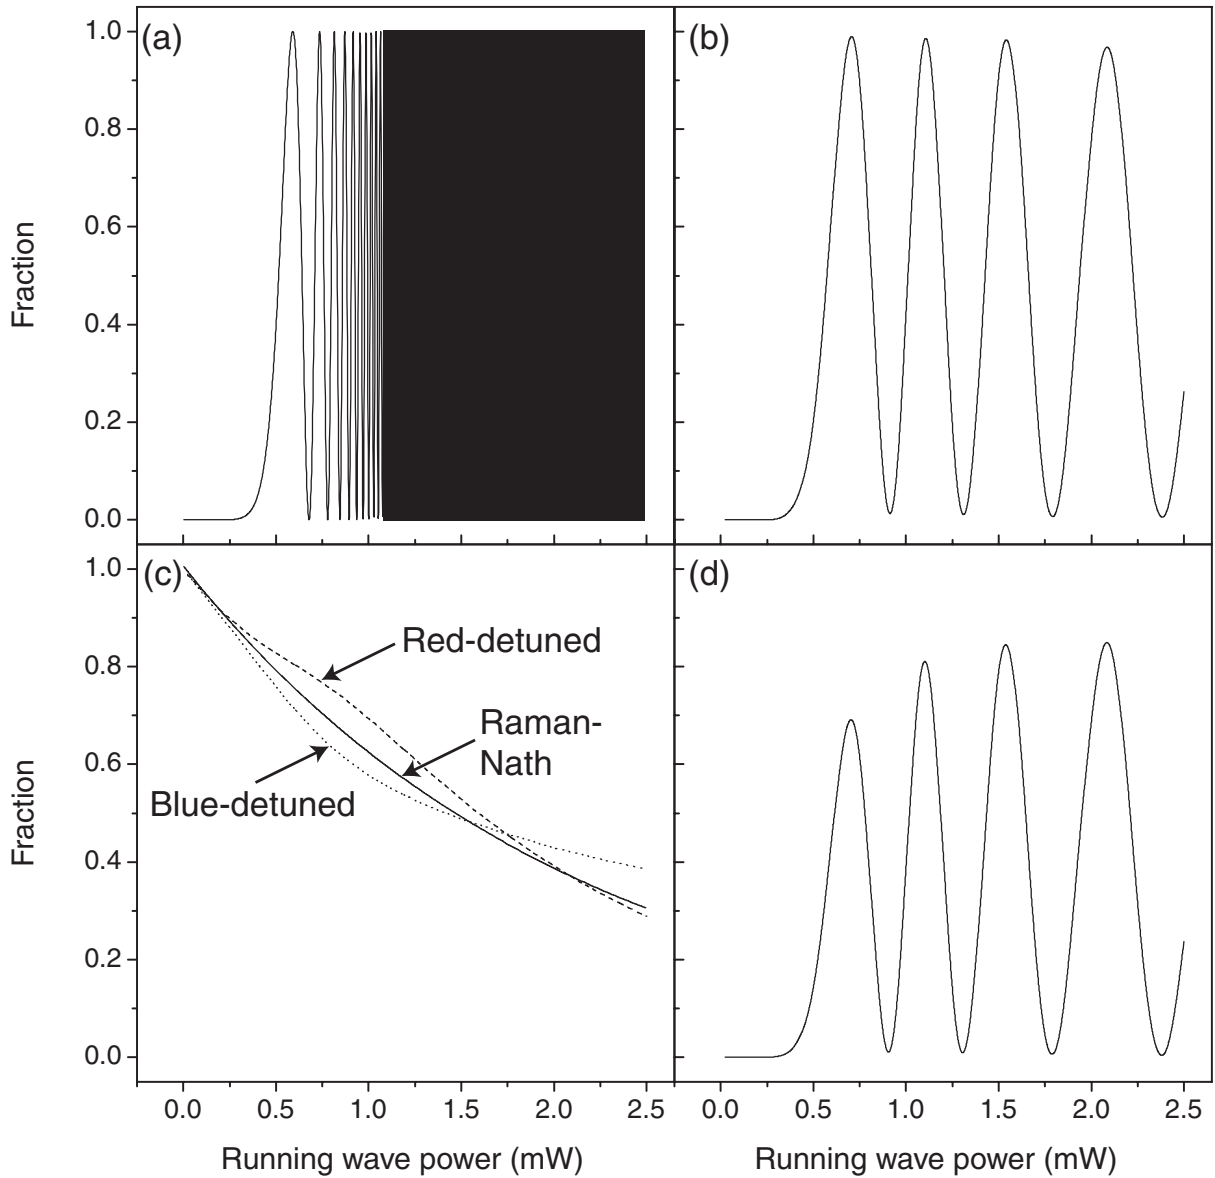 (a)
(b)
1.0
0.8
0.6
0.4
0.2
0.0
Fraction
(c)
(d)
1.0
0.8
0.6
0.4
0.2
0.0
Fraction
Red-detuned
Raman-
Nath
Blue-detuned
0.0 0.5 1.0 1.5 2.0 2.5
0.0 0.5 1.0 1.5 2.0 2.5
Running wave power (mW)
Running wave power (mW)